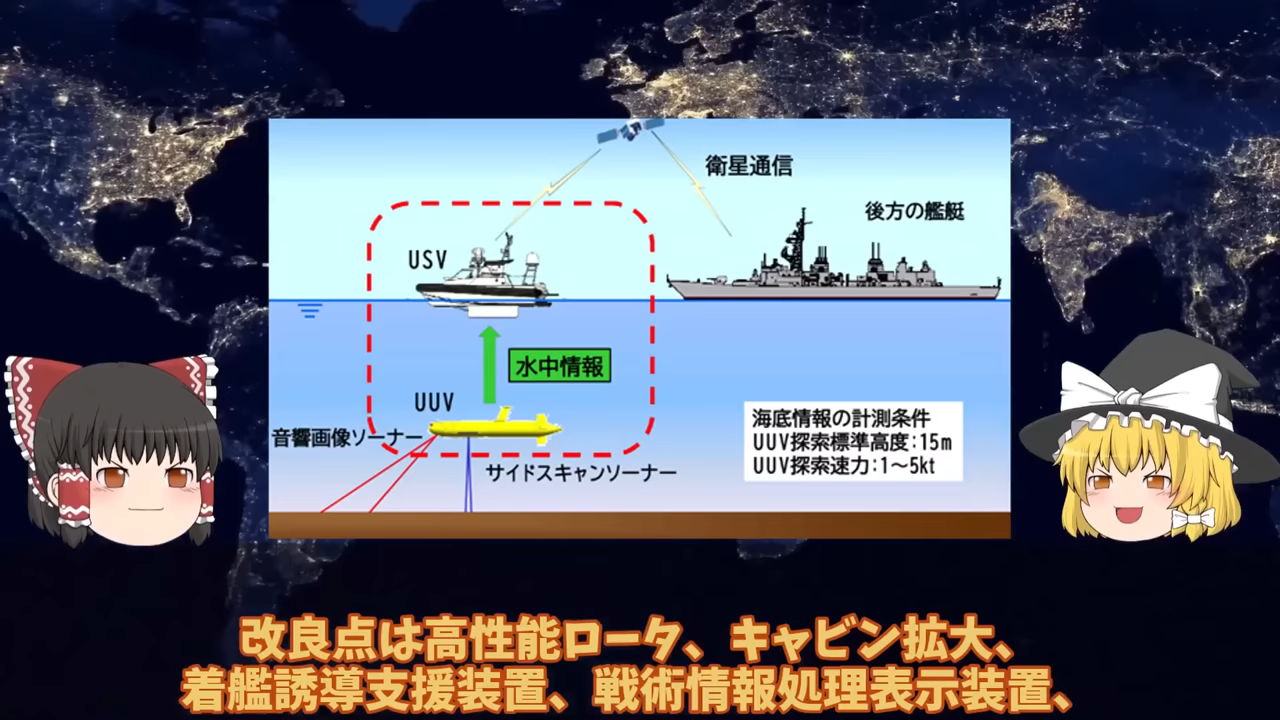 衛星通信
後方の艦艇
USV
水中情報
UUV
音響画像ソーナー
サイドスキャンソーナー
海底情報の計測条件
UUV探索標準高度:15m
UUV探索速力:1～5kt
改良点は高性能ロータ、キャビン拡大、
着艦誘導支援装置、戦術情報処理表示装置、